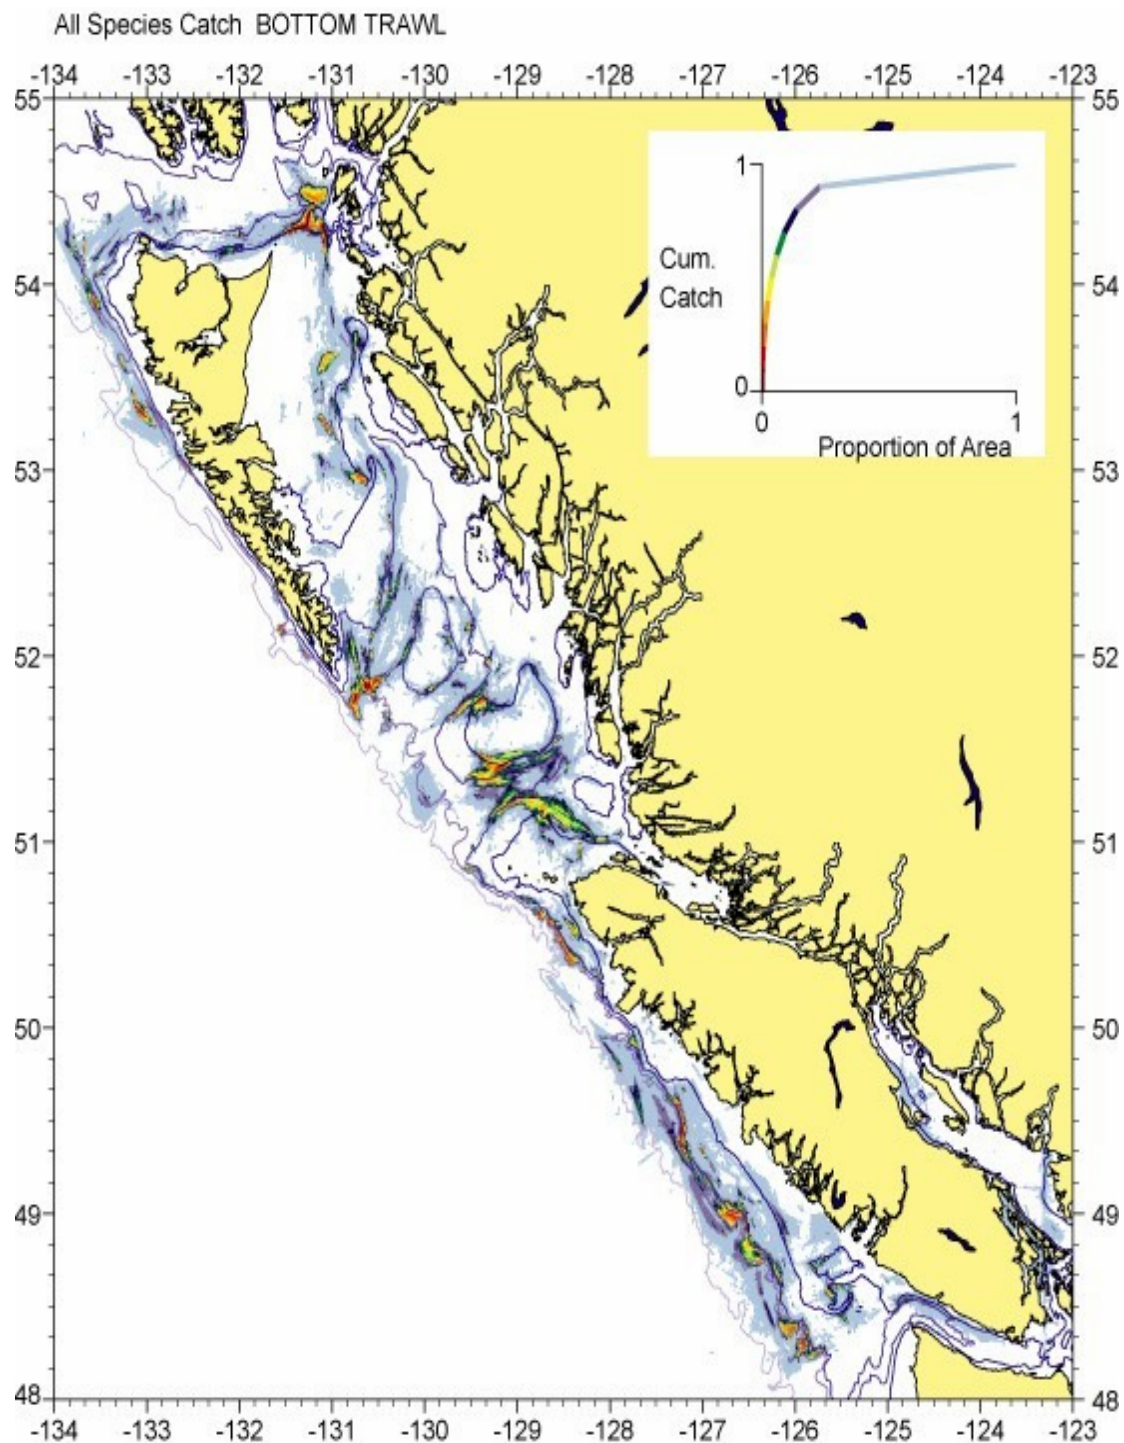 All Species Catch BOTTOM TRAWL
-134 -133 -132 -131 -130 -129 -128 -127 -126 -125 -124 -123
55 55
1
Cum.
Catch
54 54
0
0 1
Proportion of Area
53 53
52 52
51 51
50 50
49 49
48 48
-134 -133 -132 -131 -130 -129 -128 -127 -126 -125 -124 -123